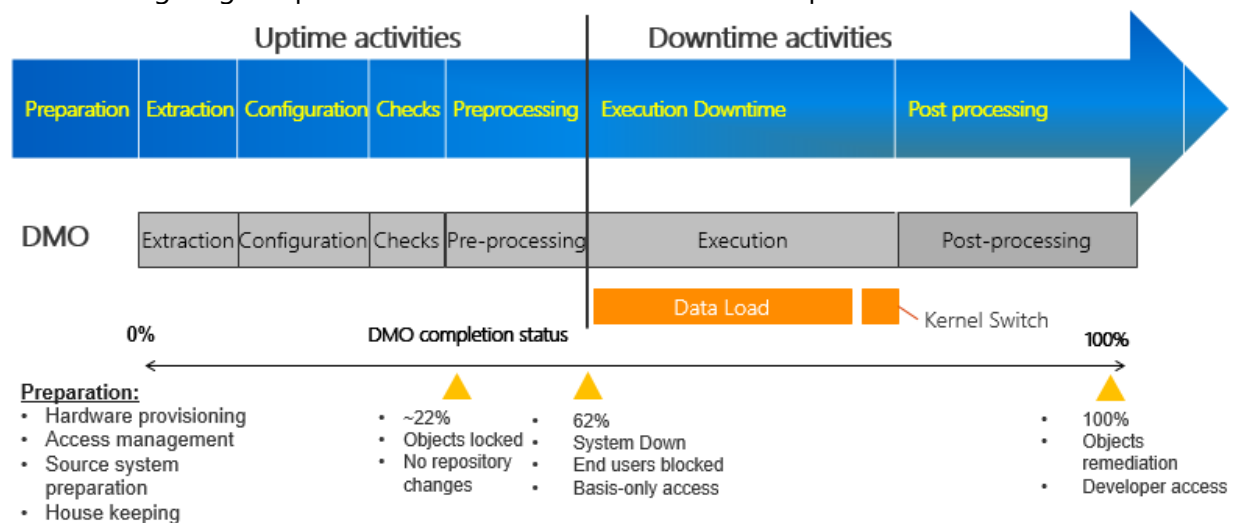 Uptime activities
Downtime activities
Preparation
Extraction
Configuration
Checks
Preprocessing
Execution Downtime
Post processing
DMO
Extraction
Configuration
Checks
Pre-processing
Execution
Post-processing
Data Load
Kernel Switch
0%
DMO completion status
100%
Preparation:
• Hardware provisioning
• Access management
• Source system
preparation
• House keeping
• ~22%
• Objects locked
• No repository
changes
• 62%
System Down
End users blocked
• Basis-only access
• 100%
• Objects
remediation
• Developer access